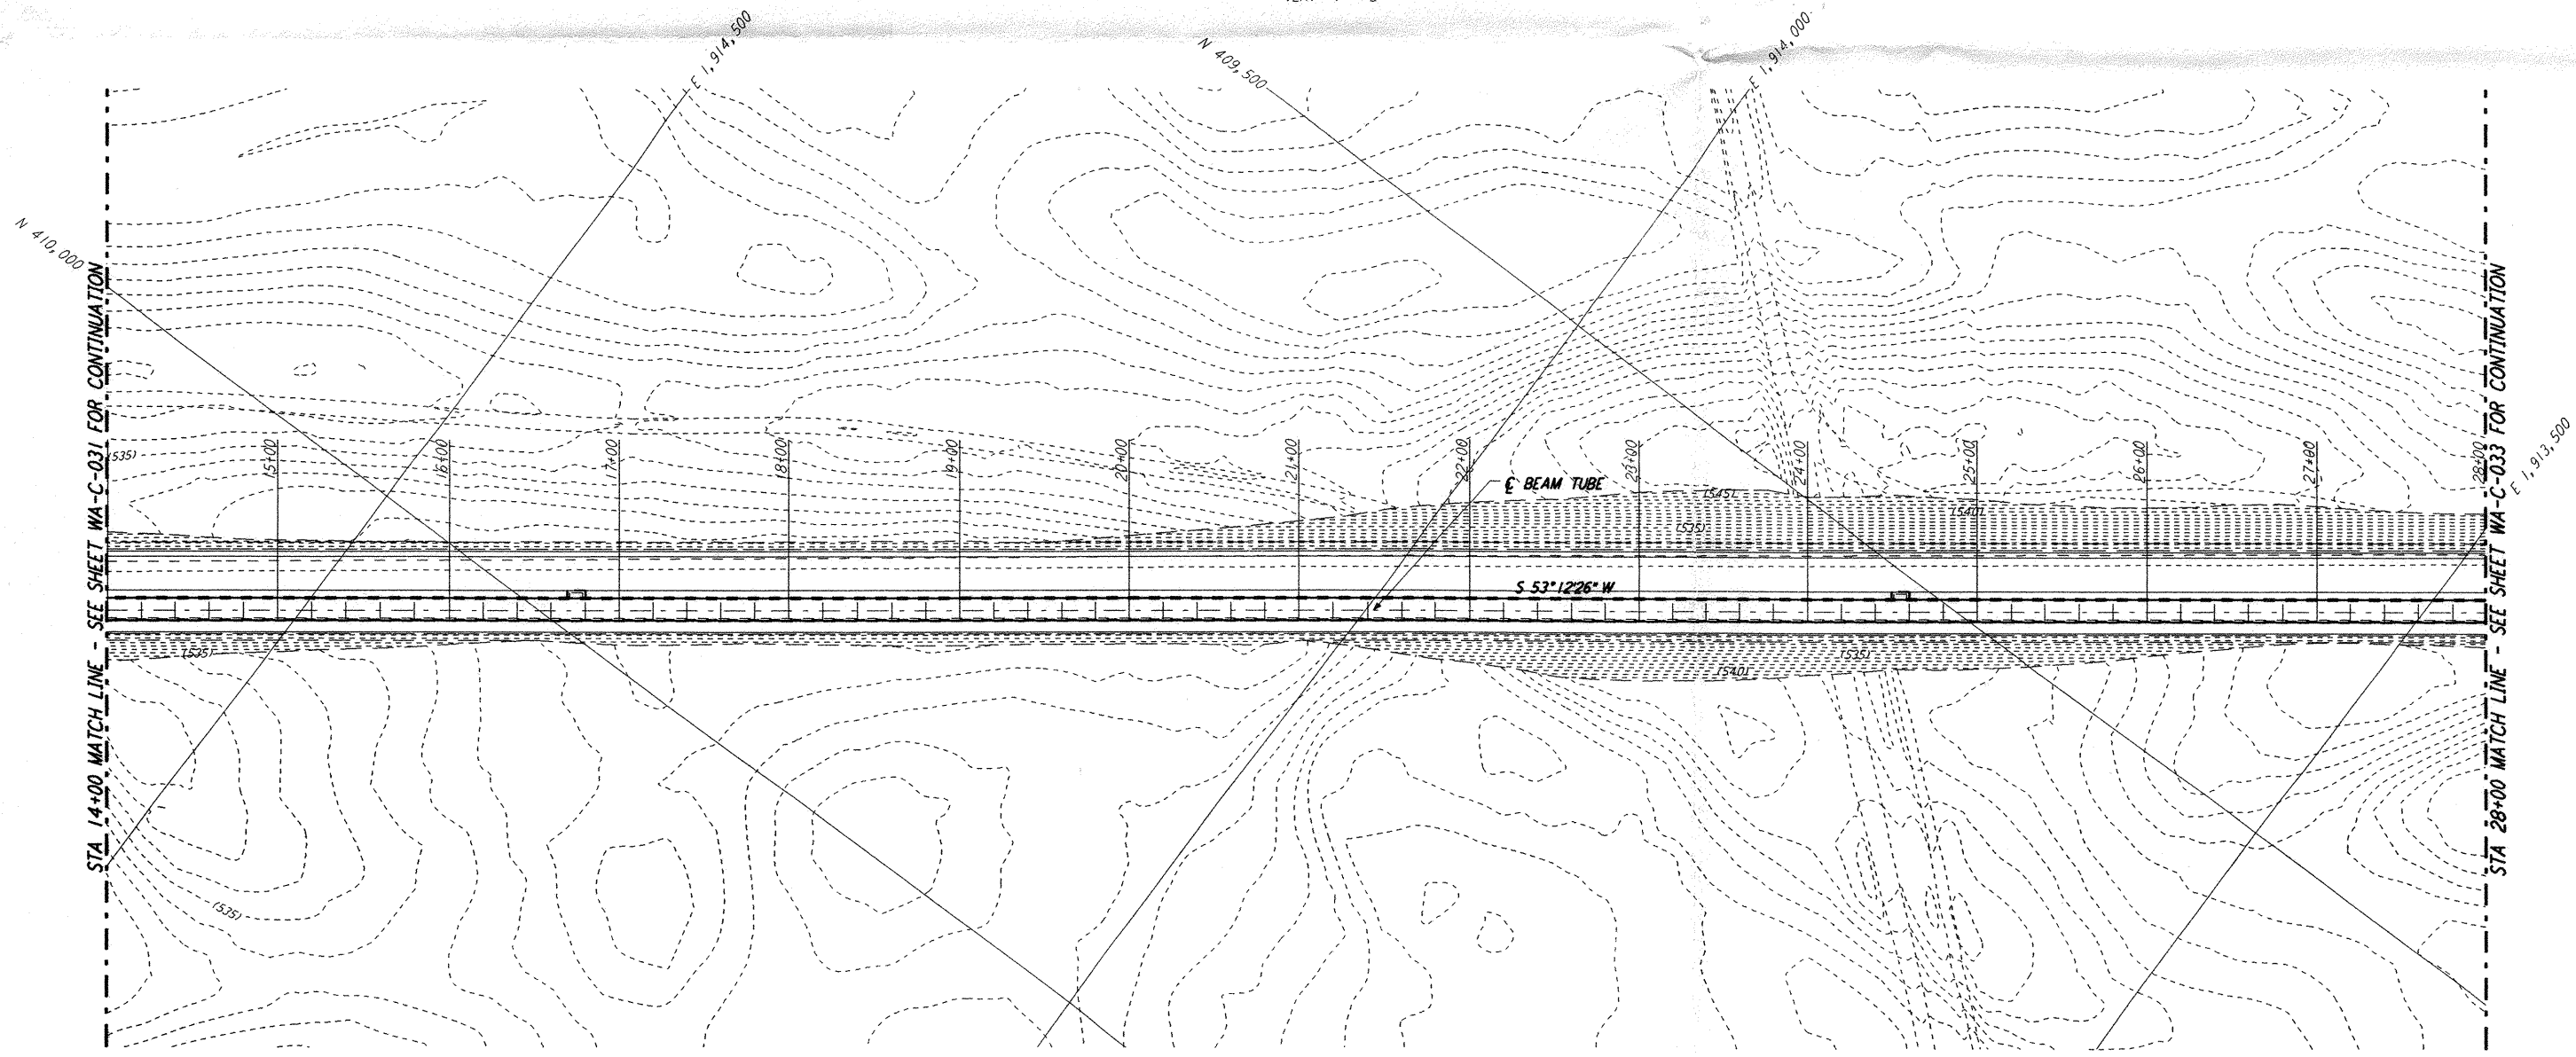 E 1,914,500
N 409,500
E 1,914,000
N 410,000
STA 14+00 MATCH LINE - SEE SHEET WA-C-031 FOR CONTINUATION
(535)
15+00
16+00
17+00
18+00
19+00
20+00
21+00
22+00
23+00
24+00
25+00
26+00
27+00
28+00
STA 28+00 MATCH LINE - SEE SHEET WA-C-033 FOR CONTINUATION
E 1,913,500
℄ BEAM TUBE
(545)
(540)
(535)
S 53°12'26" W
(535)
(535)
(540)
(535)